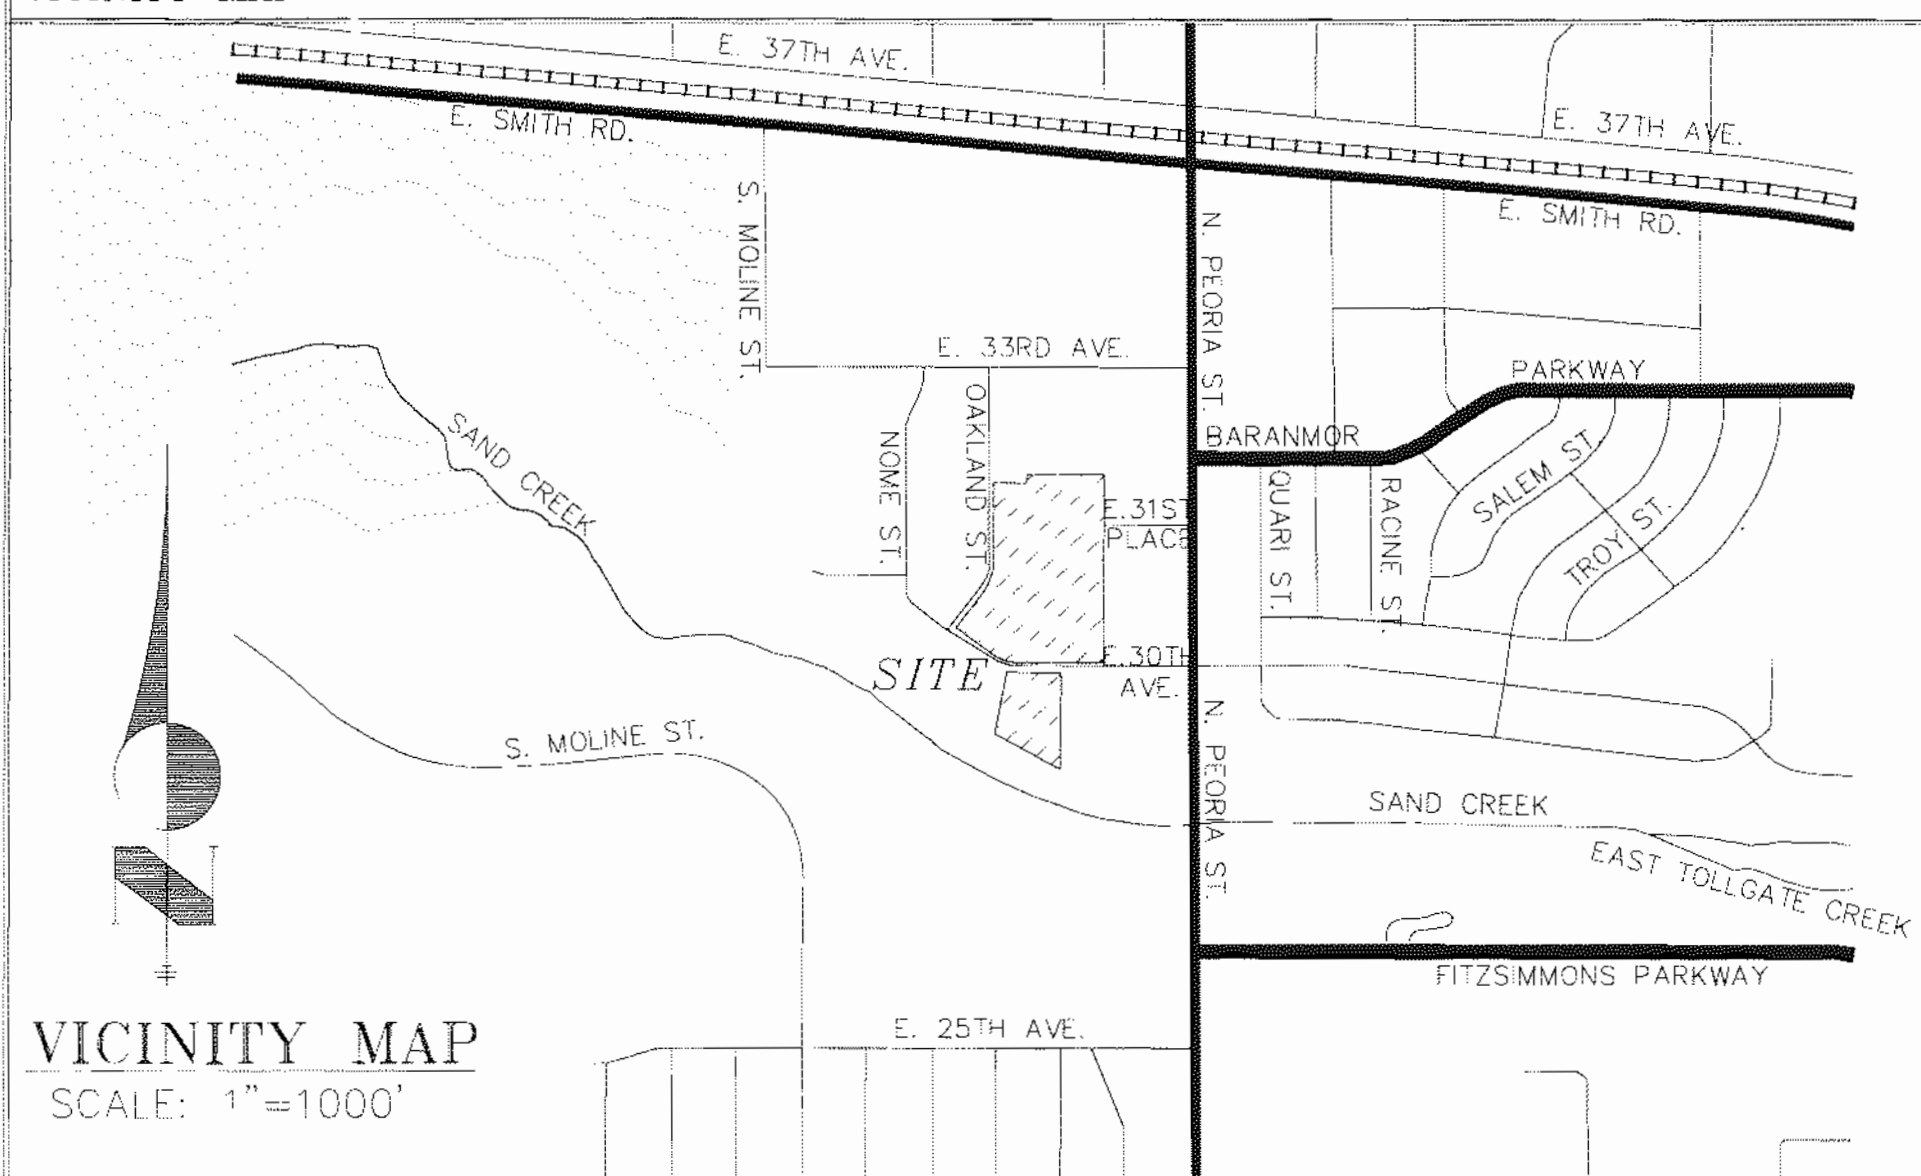 E. 37TH AVE.
E. SMITH RD.
E. 37TH AVE.
E. SMITH RD.
S. MOLINE ST.
N. PEORIA ST.
E. 33RD AVE.
PARKWAY
BARANMOR
SAND CREEK
NOME ST.
OAKLAND ST.
E. 31ST
PLACE
QUARI ST.
RACINE ST.
SALEM ST.
TROY ST.
SITE
E. 30TH
AVE.
S. MOLINE ST.
N. PEORIA ST.
SAND CREEK
EAST TOLLGATE CREEK
FITZSIMMONS PARKWAY
N
E. 25TH AVE.
VICINITY MAP
SCALE: 1"=1000'